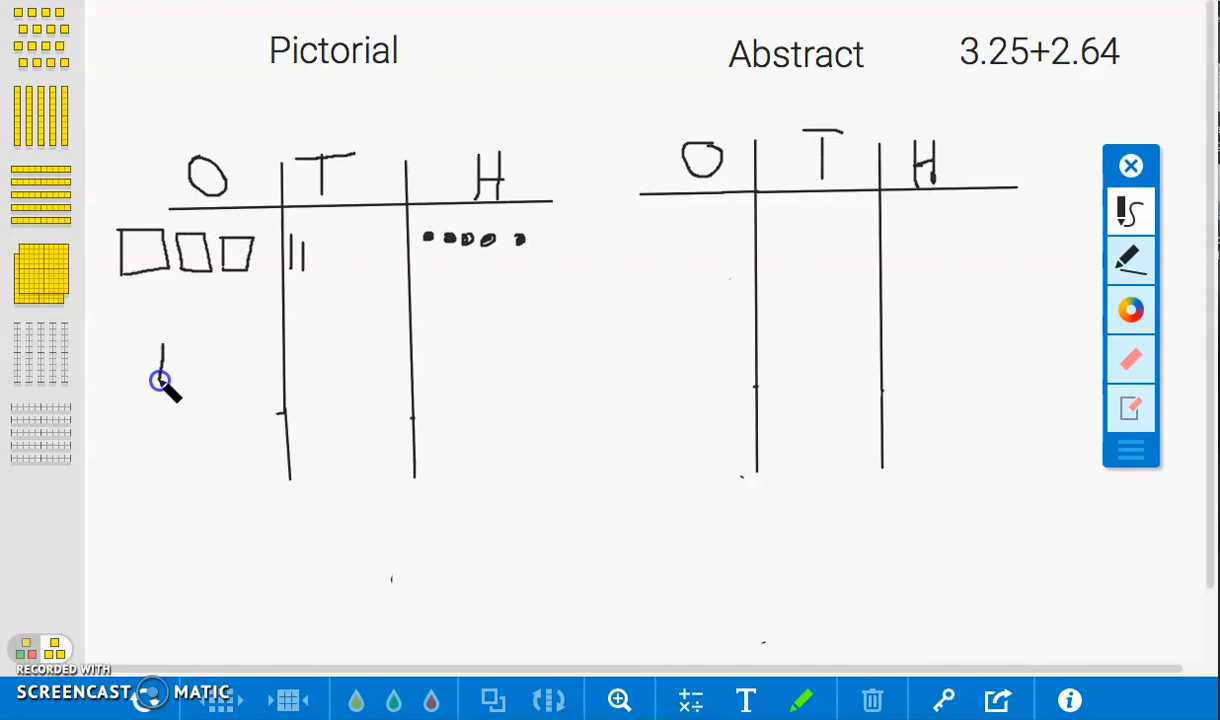 Pictorial
Abstract 3.25+2.64
O T H
O T H
RECORDED WITH
SCREENCAST MATIC
T